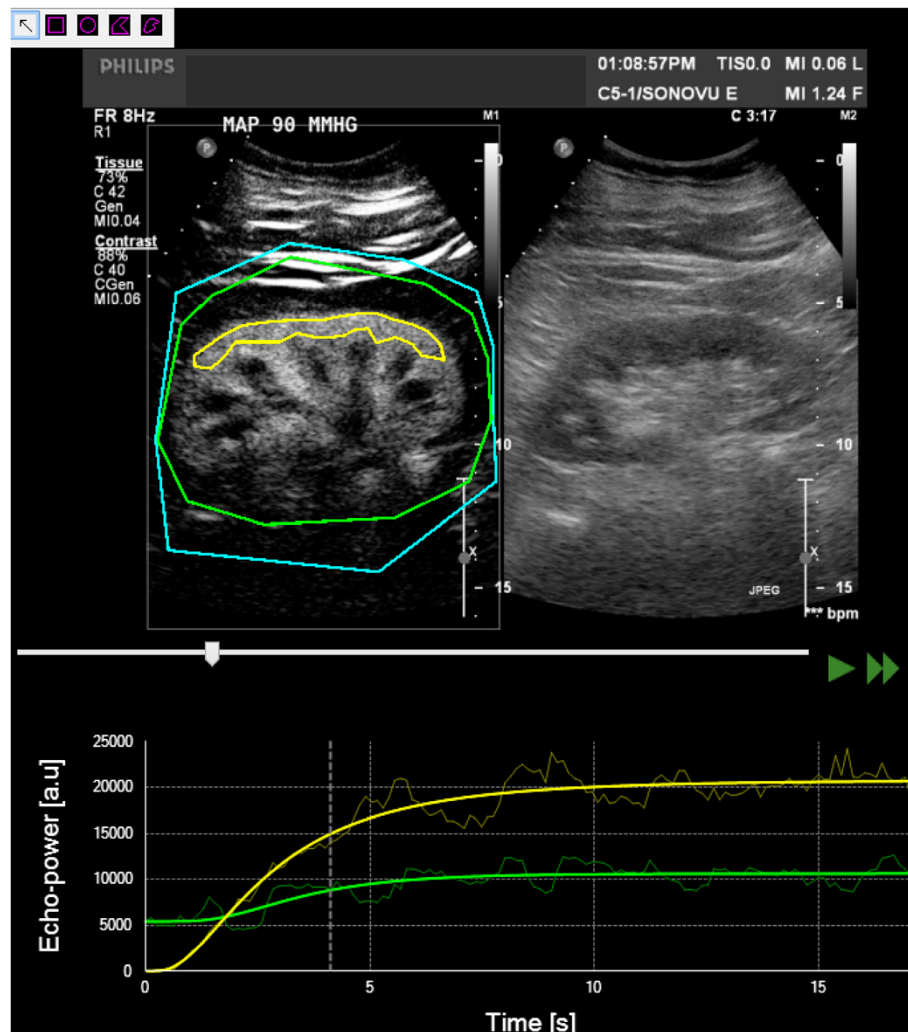 PHILIPS
01:08:57PM TIS0.0 MI 0.06 L
C5-1/SONOVU E MI 1.24 F
FR 8Hz
R1
MAP 90 MMHG
M1
C 3:17
M2
P
P
Tissue
73%
C 42
Gen
MI0.04
Contrast
88%
C 40
CGen
MI0.06
0
0
5
5
10
10
X
X
15
15
JPEG
*** bpm
Echo-power [a.u]
25000
20000
15000
10000
5000
0
0 5 10 15
Time [s]